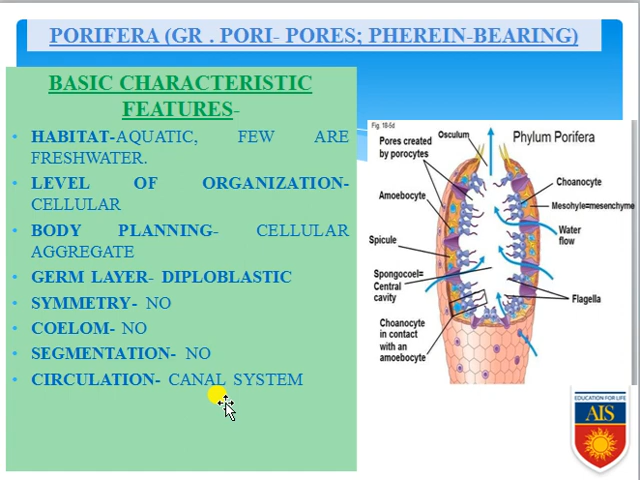 PORIFERA (GR . PORI- PORES; PHEREIN-BEARING)
BASIC CHARACTERISTIC
FEATURES-
• HABITAT-AQUATIC, FEW ARE
FRESHWATER.
• LEVEL OF ORGANIZATION-
CELLULAR
• BODY PLANNING- CELLULAR
AGGREGATE
• GERM LAYER- DIPLOBLASTIC
• SYMMETRY- NO
• COELOM- NO
• SEGMENTATION- NO
• CIRCULATION- CANAL SYSTEM
Fig. 18-5d
Osculum
Phylum Porifera
Pores created
by porocytes
Choanocyte
Amoebocyte
Mesohyle=mesenchyme
Water
flow
Spicule
Spongocoel=
Central
cavity
Flagella
Choanocyte
in contact
with an
amoebocyte
EDUCATION FOR LIFE
AIS